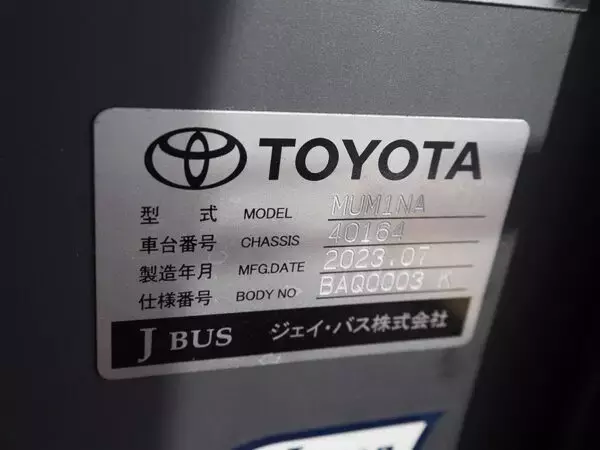 TOYOTA
型式 MODEL MUM1NA
車台番号 CHASSIS 40164
製造年月 MFG.DATE 2023.07
仕様番号 BODY NO BAQ0003 K
J BUS ジェイ・バス株式会社